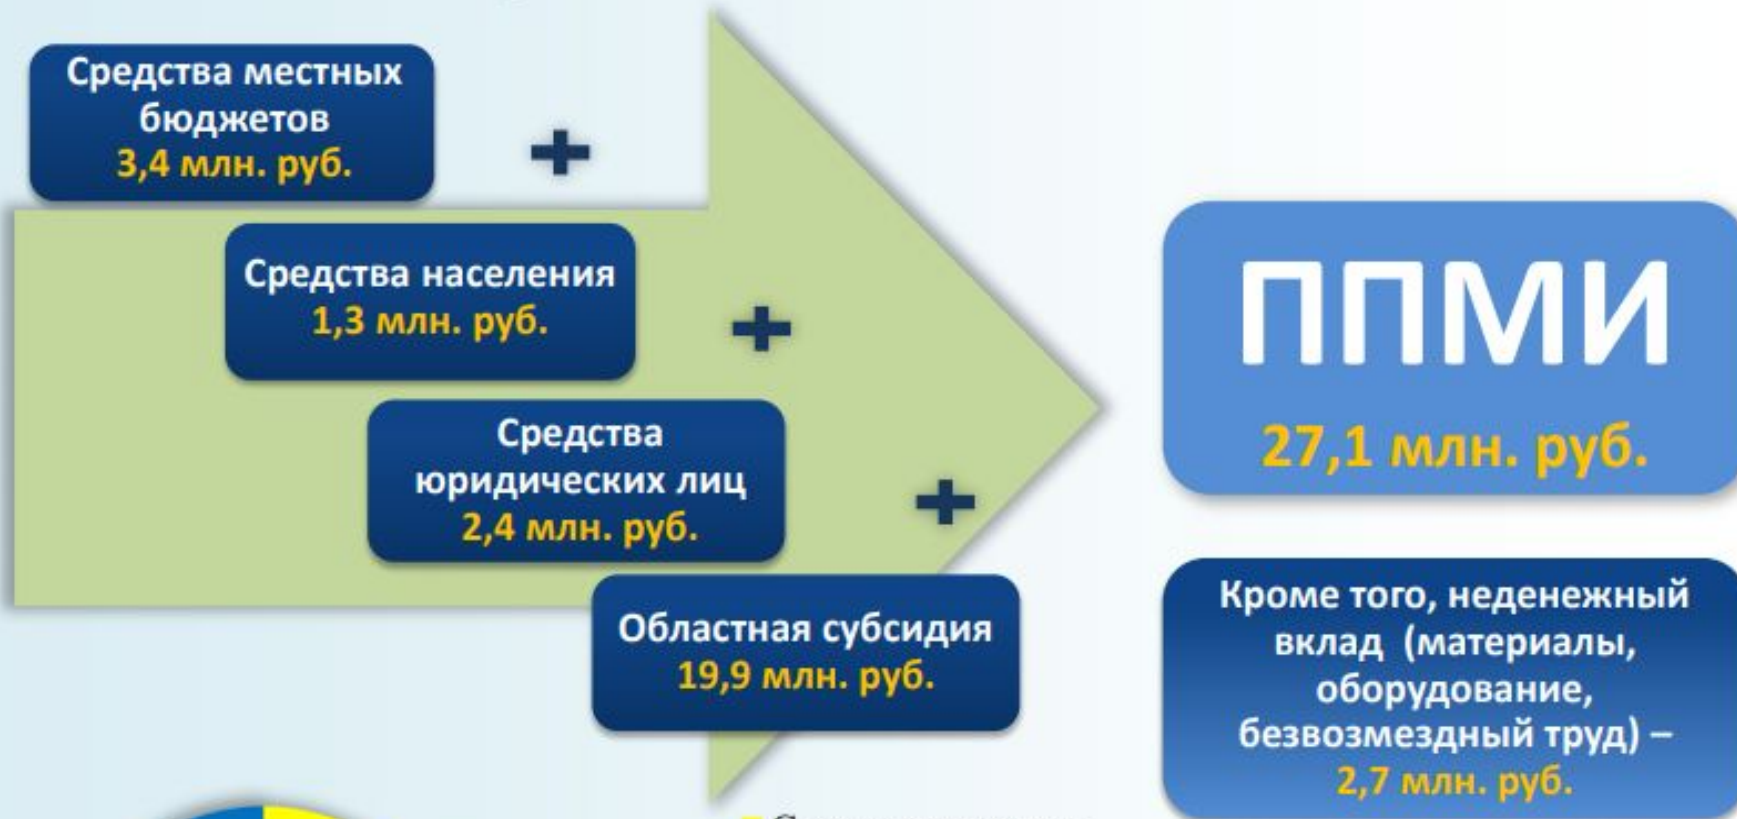 Средства местных
бюджетов
3,4 млн. руб.
+
Средства населения
1,3 млн. руб.
+
Средства
юридических лиц
2,4 млн. руб.
+
Областная субсидия
19,9 млн. руб.
ППМИ
27,1 млн. руб.
Кроме того, неденежный
вклад (материалы,
оборудование,
безвозмездный труд) –
2,7 млн. руб.